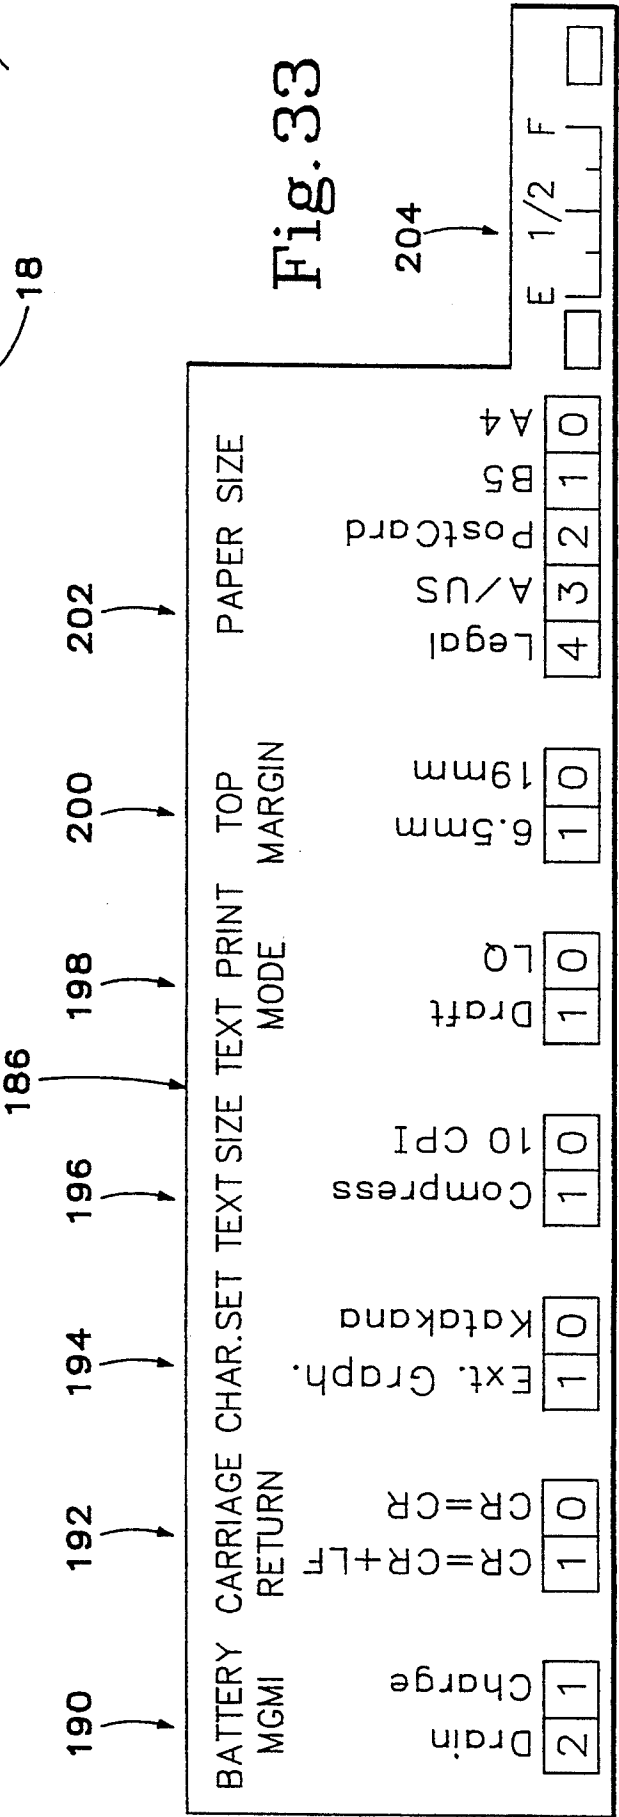 18
Fig. 33
186
190
192
194
196
198
200
202
204
BATTERY
MGMI
CARRIAGE
RETURN
CHAR.SET
TEXT SIZE
TEXT PRINT
MODE
TOP
MARGIN
PAPER SIZE
Drain
Charge
CR=CR+LF
CR=CR
Ext. Graph.
Katakana
Compress
10 CPI
Draft
LQ
6.5mm
19mm
Legal
A/US
PostCard
B5
A4
E 1/2 F
2 1
1 0
1 0
1 0
1 0
1 0
4 3 2 1 0